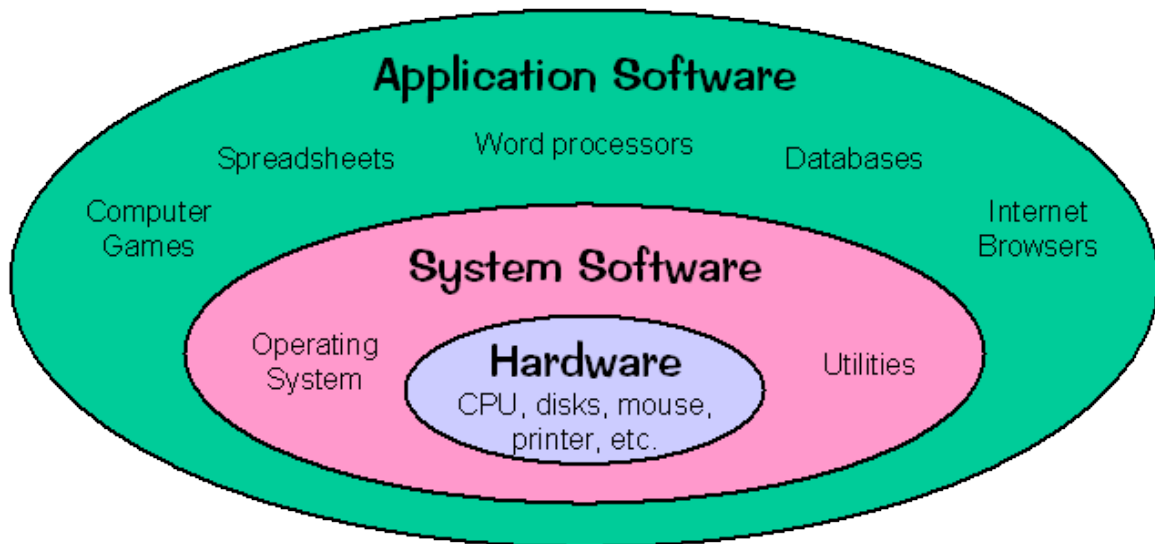 Application Software
Word processors
Spreadsheets
Databases
Computer
Games
Internet
Browsers
System Software
Operating
System
Utilities
Hardware
CPU, disks, mouse,
printer, etc.